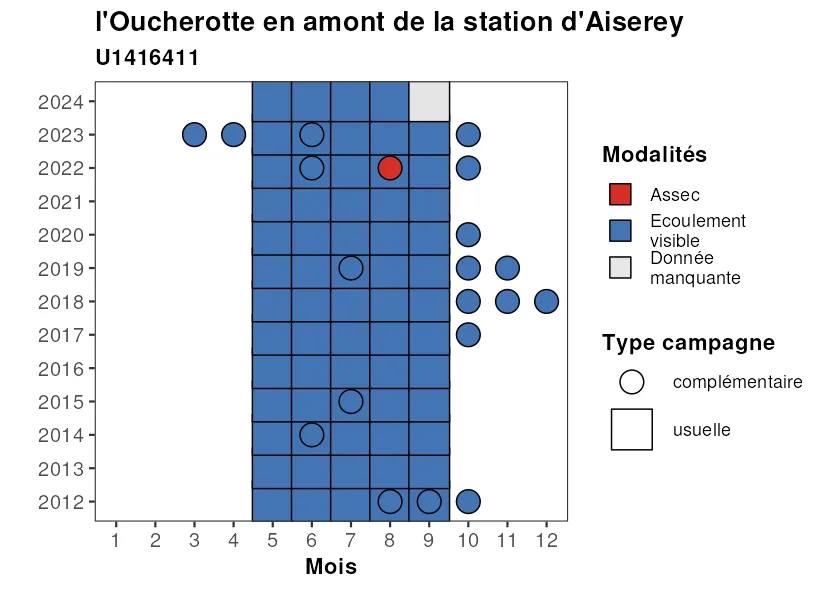 l'Oucherotte en amont de la station d'Aiserey
U1416411
2024
2023
2022
2021
2020
2019
2018
2017
2016
2015
2014
2013
2012
1 2 3 4 5 6 7 8 9 10 11 12
Mois
Modalités
Assec
Ecoulement
visible
Donnée
manquante
Type campagne
complémentaire
usuelle